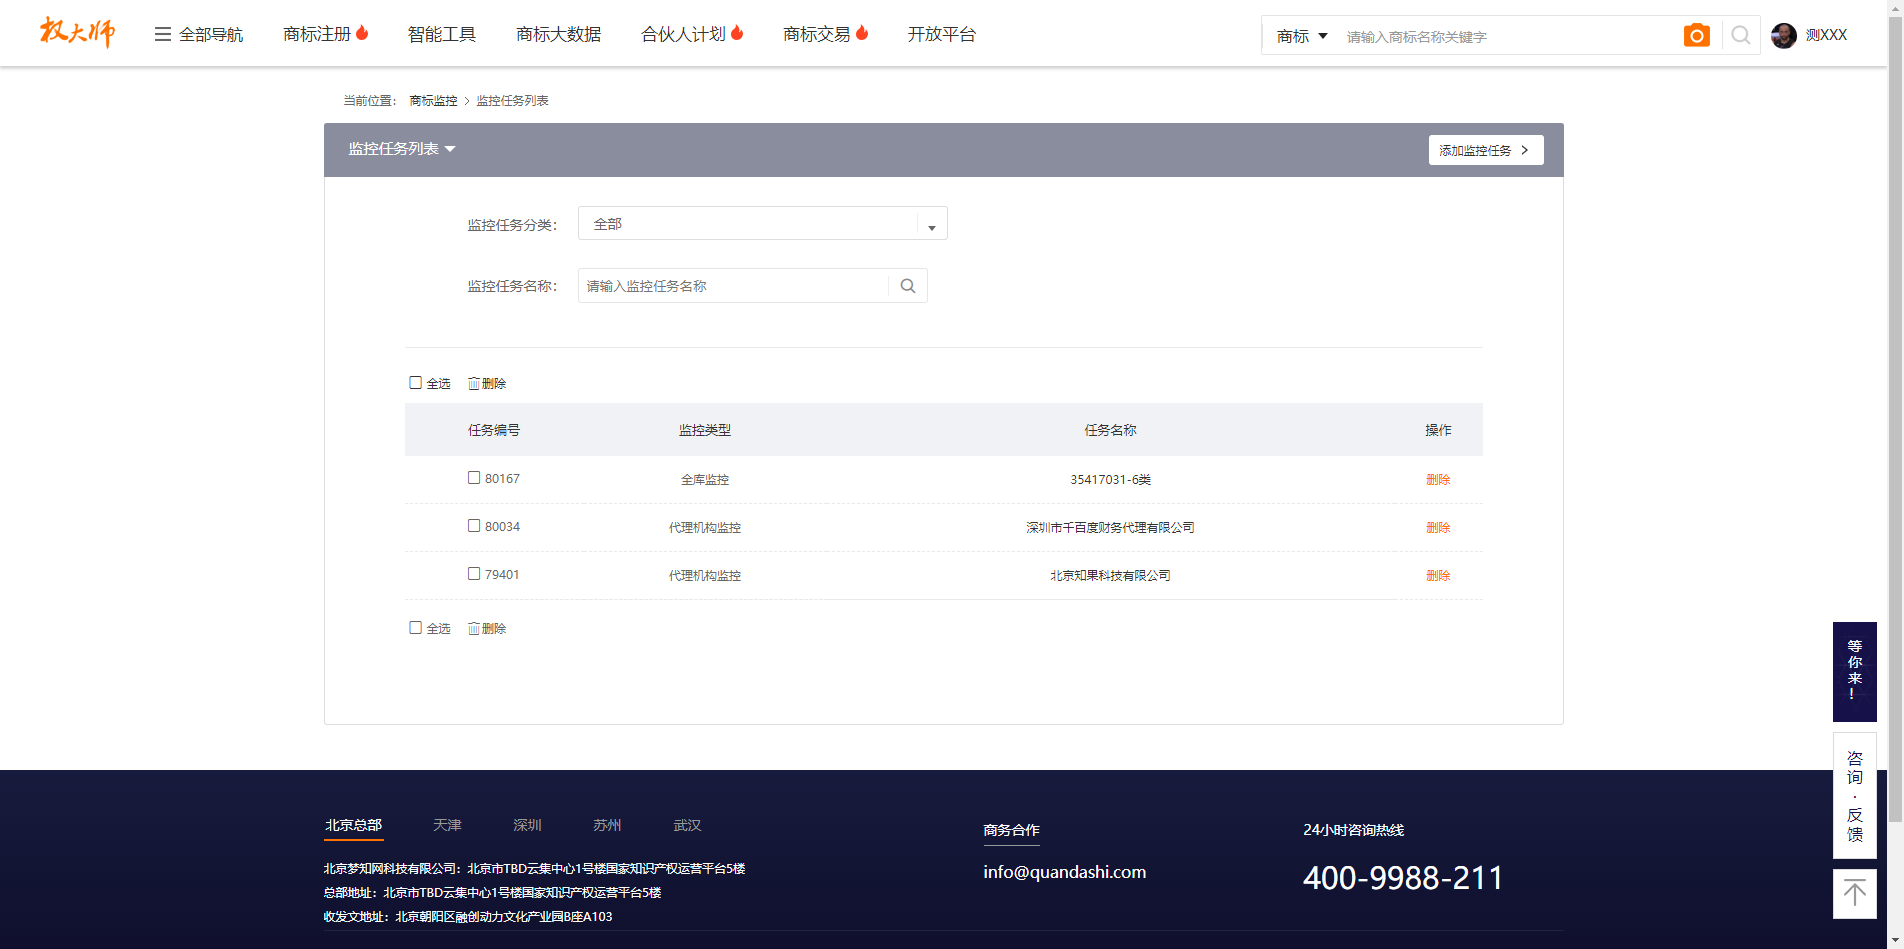 权大师 全部导航 商标注册 智能工具 商标大数据 合伙人计划 商标交易 开放平台 商标 请输入商标名称关键字 测XXX
当前位置： 商标监控 > 监控任务列表
监控任务列表 添加监控任务 >
监控任务分类： 全部
监控任务名称： 请输入监控任务名称
全选 删除
任务编号 监控类型 任务名称 操作
80167 全库监控 35417031-6类 删除
80034 代理机构监控 深圳市千百度财务代理有限公司 删除
79401 代理机构监控 北京知果科技有限公司 删除
全选 删除
等你来！
咨询·反馈
北京总部 天津 深圳 苏州 武汉
北京梦知网科技有限公司：北京市TBD云集中心1号楼国家知识产权运营平台5楼
总部地址：北京市TBD云集中心1号楼国家知识产权运营平台5楼
收发文地址：北京朝阳区融创动力文化产业园B座A103
商务合作
info@quandashi.com
24小时咨询热线
400-9988-211